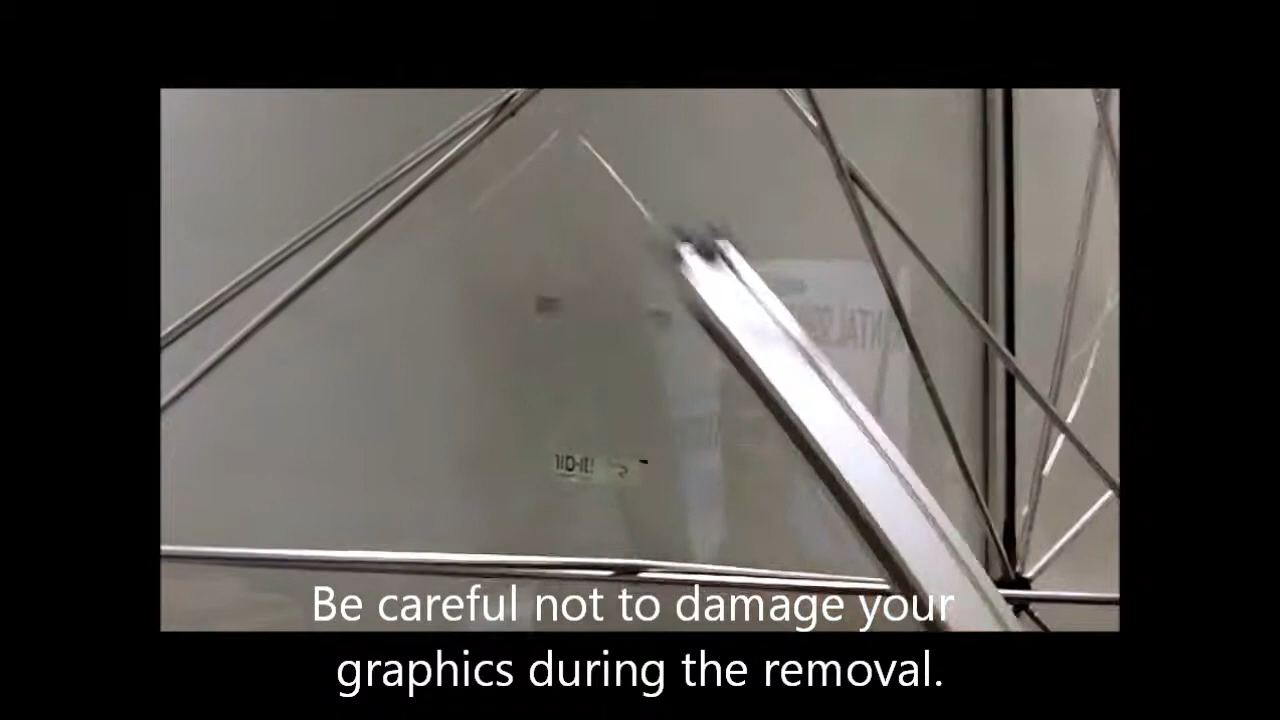 Be careful not to damage your
graphics during the removal.